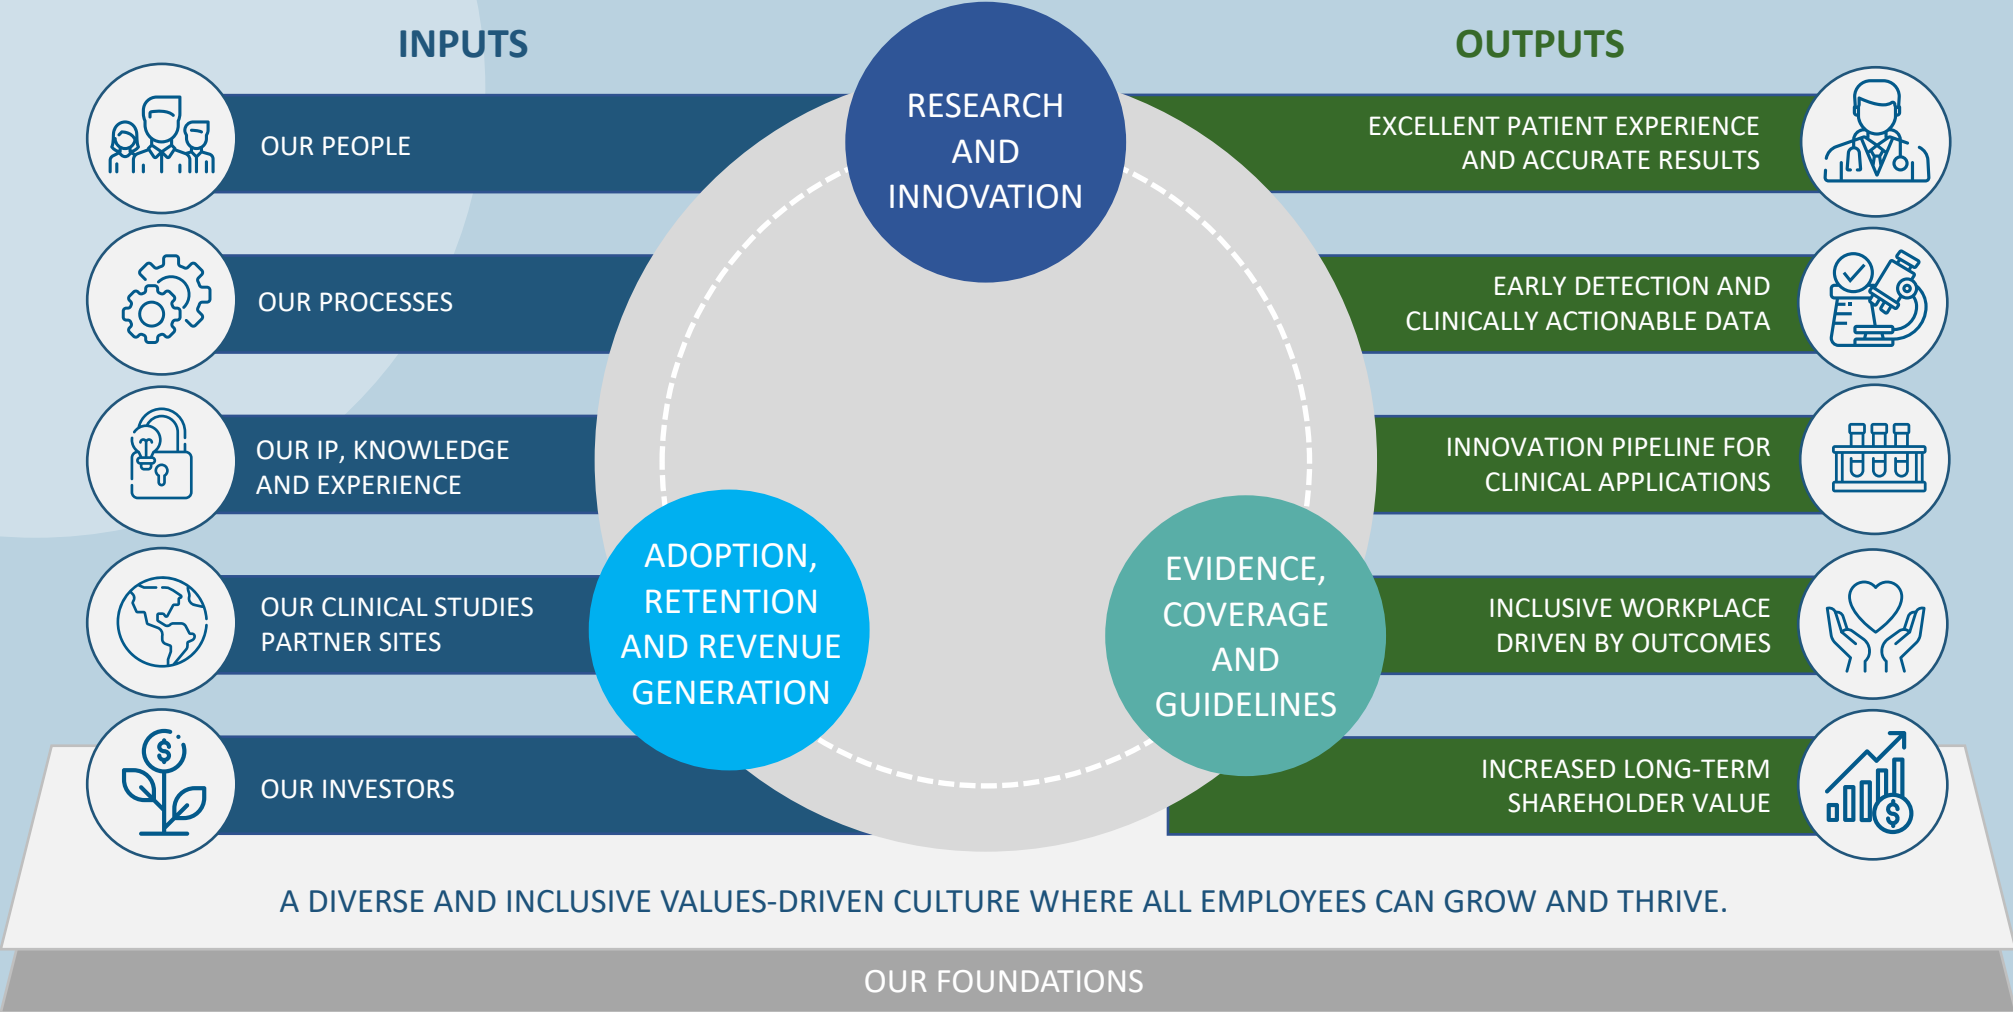 INPUTS
OUR PEOPLE
OUR PROCESSES
OUR IP, KNOWLEDGE
AND EXPERIENCE
OUR CLINICAL STUDIES
PARTNER SITES
OUR INVESTORS
RESEARCH
AND
INNOVATION
ADOPTION,
RETENTION
AND REVENUE
GENERATION
EVIDENCE,
COVERAGE
AND
GUIDELINES
OUTPUTS
EXCELLENT PATIENT EXPERIENCE
AND ACCURATE RESULTS
EARLY DETECTION AND
CLINICALLY ACTIONABLE DATA
INNOVATION PIPELINE FOR
CLINICAL APPLICATIONS
INCLUSIVE WORKPLACE
DRIVEN BY OUTCOMES
INCREASED LONG-TERM
SHAREHOLDER VALUE
A DIVERSE AND INCLUSIVE VALUES-DRIVEN CULTURE WHERE ALL EMPLOYEES CAN GROW AND THRIVE.
OUR FOUNDATIONS